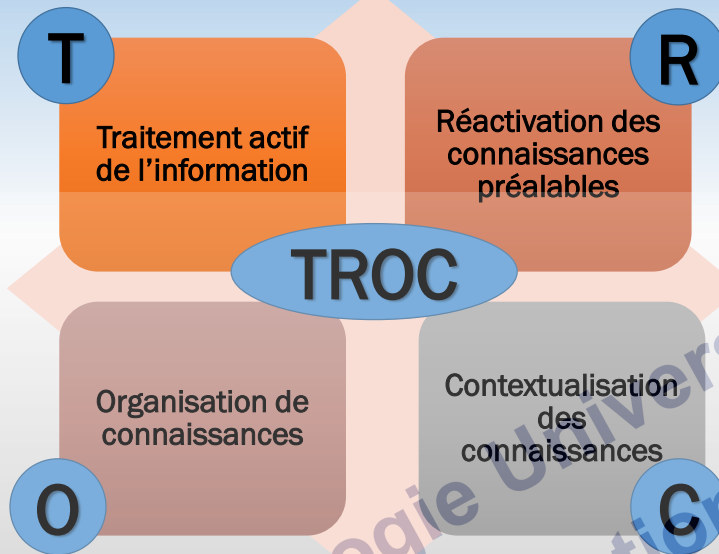 T
R
Traitement actif
de l'information
Réactivation des
connaissances
préalables
TROC
Organisation de
connaissances
Contextualisation
des
connaissances
O
C